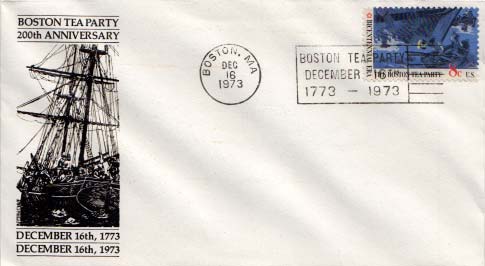 BOSTON TEA PARTY
200th ANNIVERSARY
DECEMBER 16th, 1773
DECEMBER 16th, 1973
BOSTON, MA
DEC
16
1973
BOSTON TEA PARTY
DECEMBER
1773 – 1973
BICENTENNIAL ERA
THE BOSTON TEA PARTY
8c U.S.